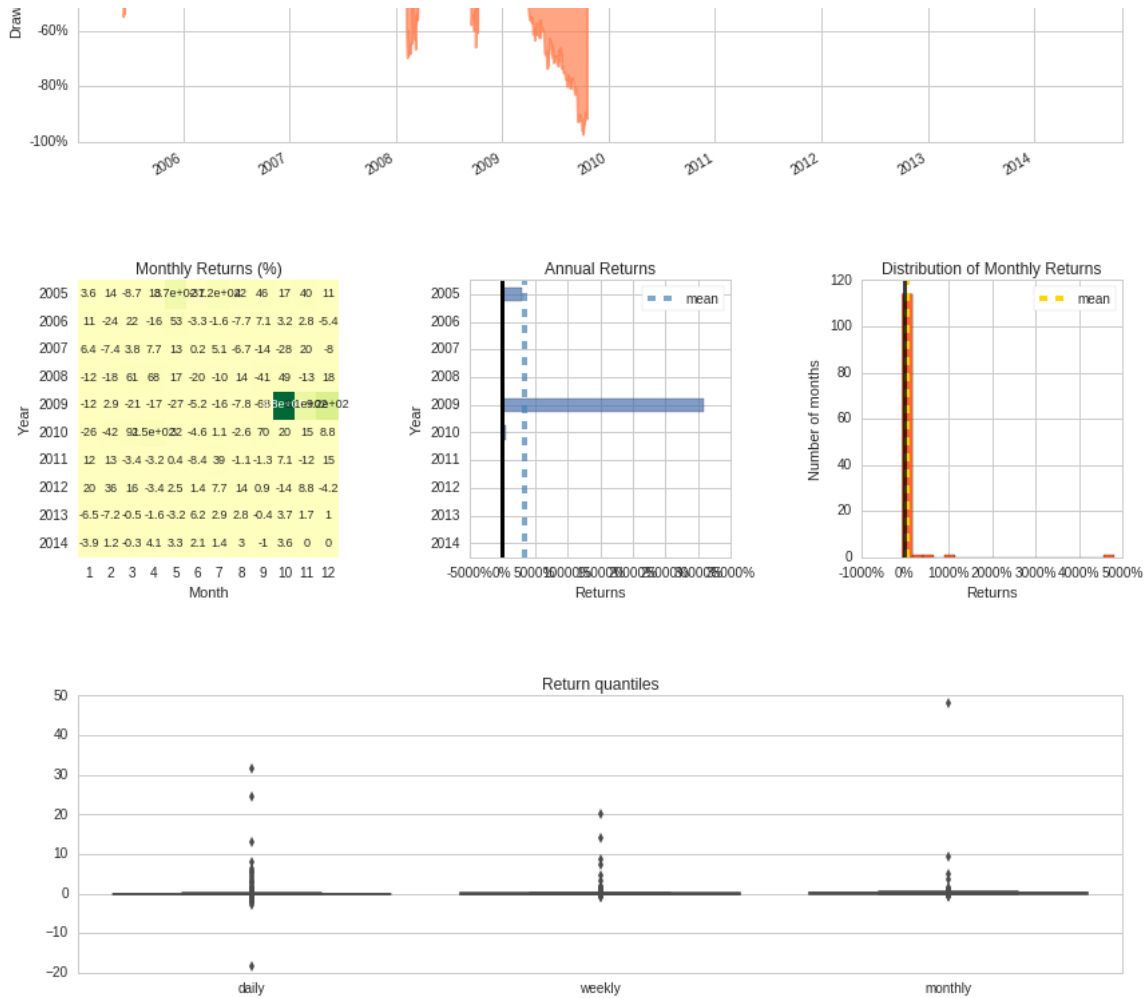 Draw
-60%
-80%
-100%
2006 2007 2008 2009 2010 2011 2012 2013 2014
Monthly Returns (%)
2005 3.6 14 -8.7 46 17 40 11
2006 11 -24 22 -16 53 -3.3 -1.6 -7.7 7.1 3.2 2.8 -5.4
2007 6.4 -7.4 3.8 7.7 13 0.2 5.1 -6.7 -14 -28 20 -8
2008 -12 -18 61 68 17 -20 -10 14 -41 49 -13 18
2009 -12 2.9 -21 -17 -27 -5.2 -16 -7.8
2010 -26 -42 -4.6 1.1 -2.6 70 20 15 8.8
2011 12 13 -3.4 -3.2 0.4 -8.4 39 -1.1 -1.3 7.1 -12 15
2012 20 36 16 -3.4 2.5 1.4 7.7 14 0.9 -14 8.8 -4.2
2013 -6.5 -7.2 -0.5 -1.6 -3.2 6.2 2.9 2.8 -0.4 3.7 1.7 1
2014 -3.9 1.2 -0.3 4.1 3.3 2.1 1.4 3 -1 3.6 0 0
1 2 3 4 5 6 7 8 9 10 11 12
Month
Year
Annual Returns
mean
2005
2006
2007
2008
2009
2010
2011
2012
2013
2014
Year
-5000% 0%
Returns
Distribution of Monthly Returns
mean
120
100
80
60
40
20
0
Number of months
-1000% 0% 1000% 2000% 3000% 4000% 5000%
Returns
Return quantiles
50
40
30
20
10
0
−10
−20
daily weekly monthly